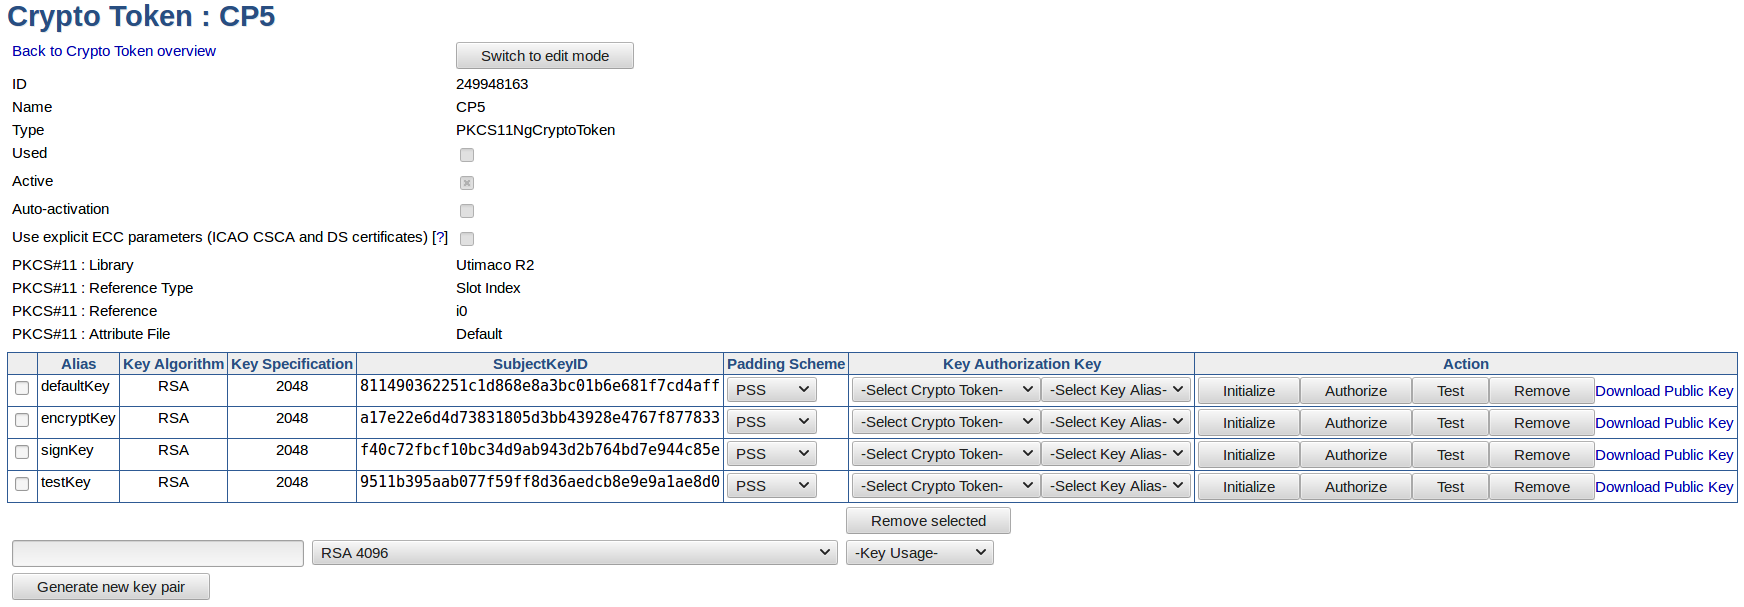 Crypto Token : CP5
Back to Crypto Token overview Switch to edit mode
ID 249948163
Name CP5
Type PKCS11NgCryptoToken
Used
Active
Auto-activation
Use explicit ECC parameters (ICAO CSCA and DS certificates) [?]
PKCS#11 : Library Utimaco R2
PKCS#11 : Reference Type Slot Index
PKCS#11 : Reference i0
PKCS#11 : Attribute File Default
Alias Key Algorithm Key Specification SubjectKeyID Padding Scheme Key Authorization Key Action
defaultKey RSA 2048 811490362251c1d868e8a3bc01b6e681f7cd4aff PSS -Select Crypto Token- -Select Key Alias- Initialize Authorize Test Remove Download Public Key
encryptKey RSA 2048 a17e22e6d4d73831805d3bb43928e4767f877833 PSS -Select Crypto Token- -Select Key Alias- Initialize Authorize Test Remove Download Public Key
signKey RSA 2048 f40c72fbcf10bc34d9ab943d2b764bd7e944c85e PSS -Select Crypto Token- -Select Key Alias- Initialize Authorize Test Remove Download Public Key
testKey RSA 2048 9511b395aab077f59ff8d36aedcb8e9e9a1ae8d0 PSS -Select Crypto Token- -Select Key Alias- Initialize Authorize Test Remove Download Public Key
Remove selected
RSA 4096 -Key Usage-
Generate new key pair